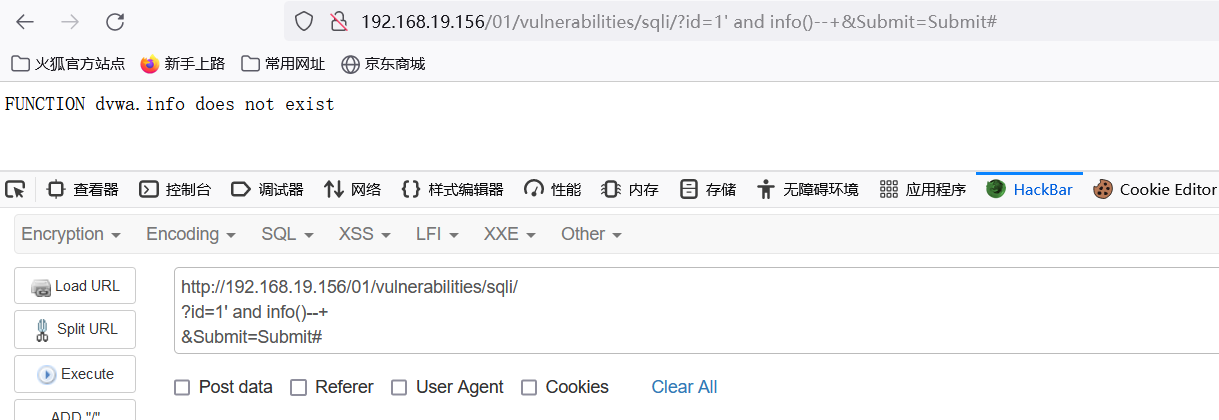 192.168.19.156/01/vulnerabilities/sqli/?id=1' and info()--+&Submit=Submit#
火狐官方站点 新手上路 常用网址 京东商城
FUNCTION dvwa.info does not exist
查看器 控制台 调试器 网络 样式编辑器 性能 内存 存储 无障碍环境 应用程序 HackBar Cookie Editor
Encryption Encoding SQL XSS LFI XXE Other
Load URL
http://192.168.19.156/01/vulnerabilities/sqli/
?id=1' and info()--+
&Submit=Submit#
Split URL
Execute
Post data Referer User Agent Cookies Clear All
ADD "/"